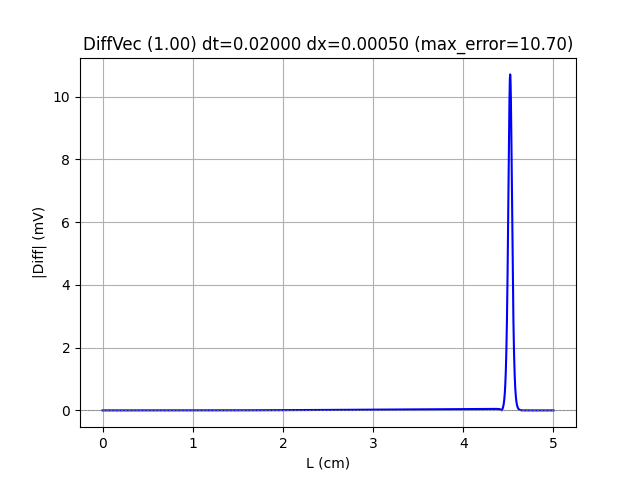 DiffVec (1.00) dt=0.02000 dx=0.00050 (max_error=10.70)
10
8
6
4
2
0
|Diff| (mV)
0 1 2 3 4 5
L (cm)